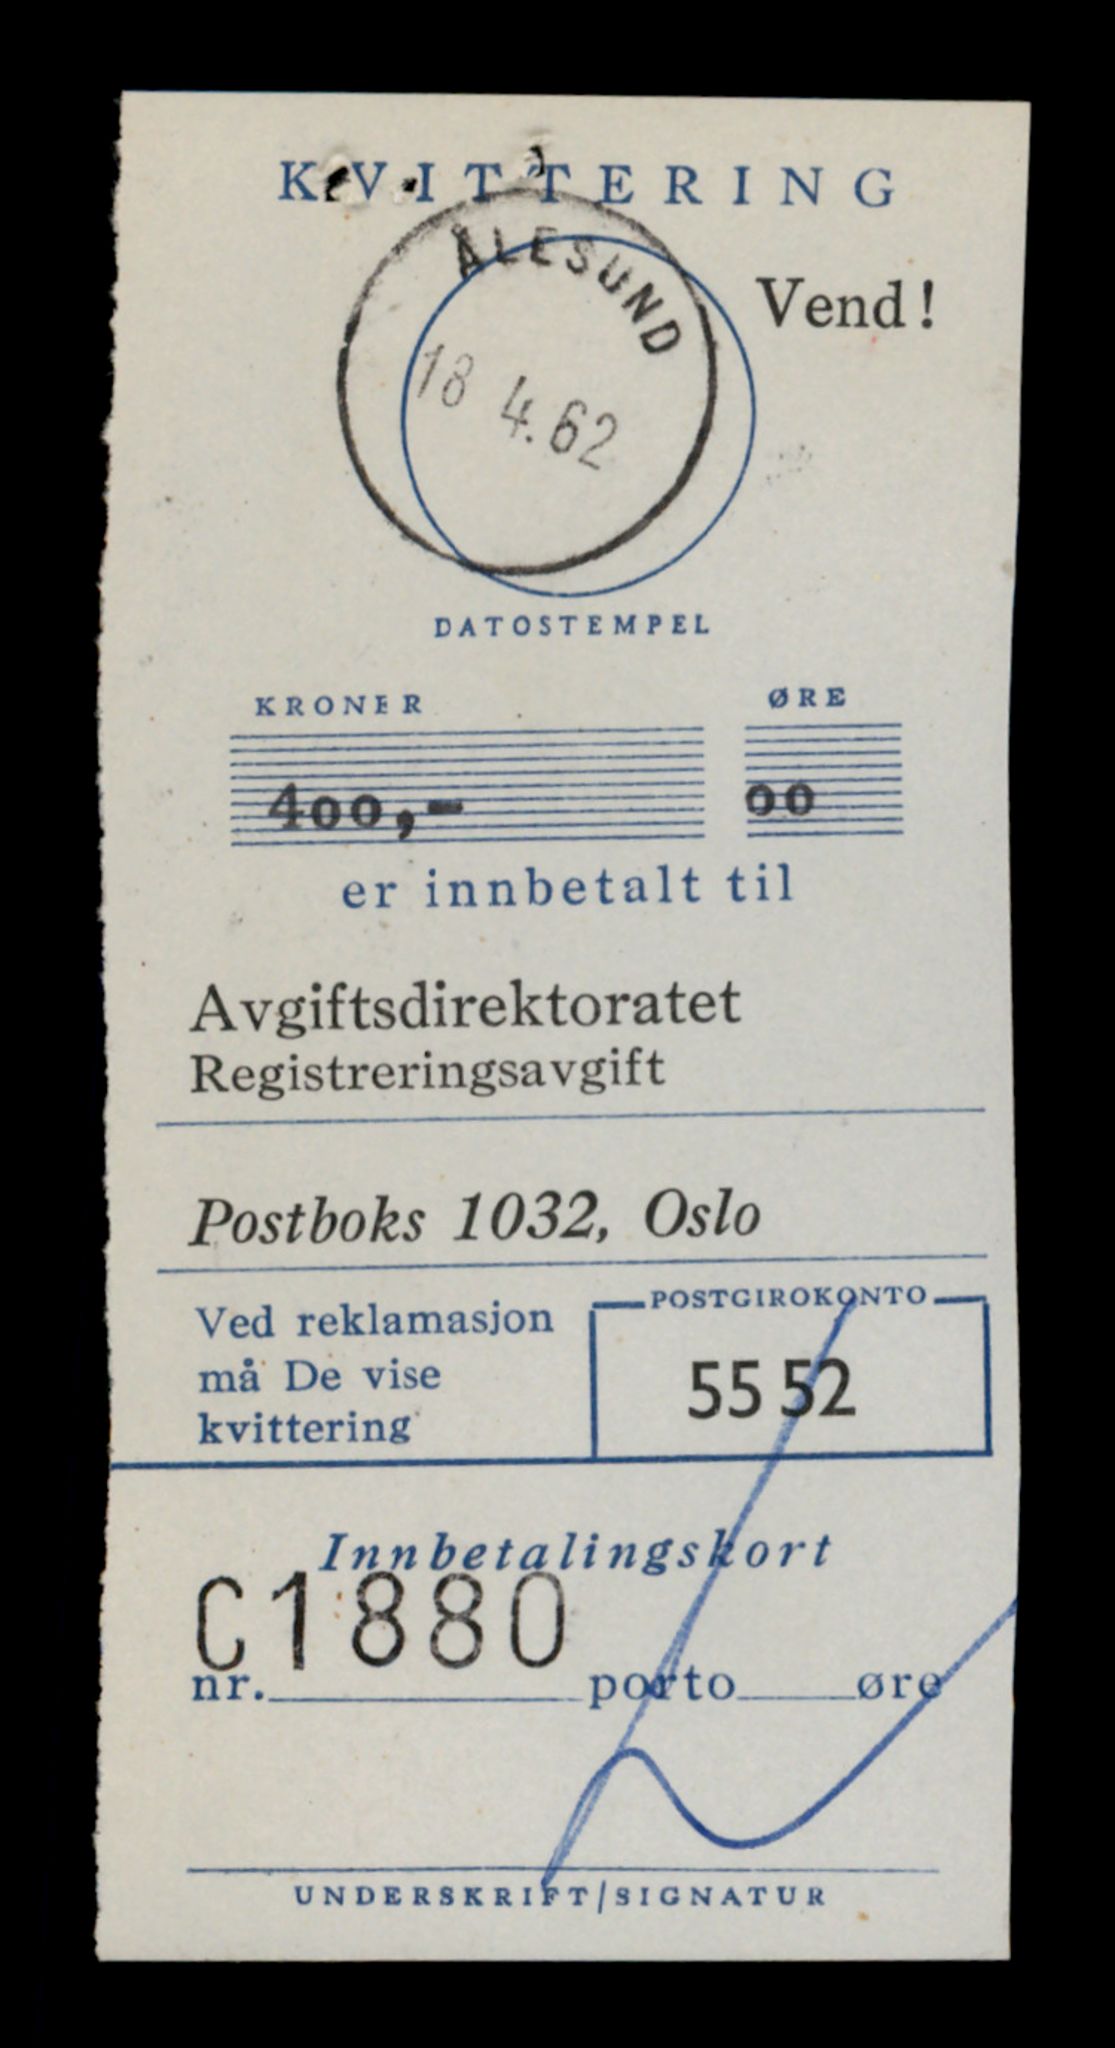 KVITTERING
ÅLESUND
Vend!
18 4.62
DATOSTEMPEL
KRONER ØRE
400,- 00
er innbetalt til
Avgiftsdirektoratet
Registreringsavgift
Postboks 1032, Oslo
Ved reklamasjon
må De vise
kvittering
POSTGIROKONTO
55 52
Innbetalingskort
C1880
nr. porto øre
UNDERSKRIFT/SIGNATUR